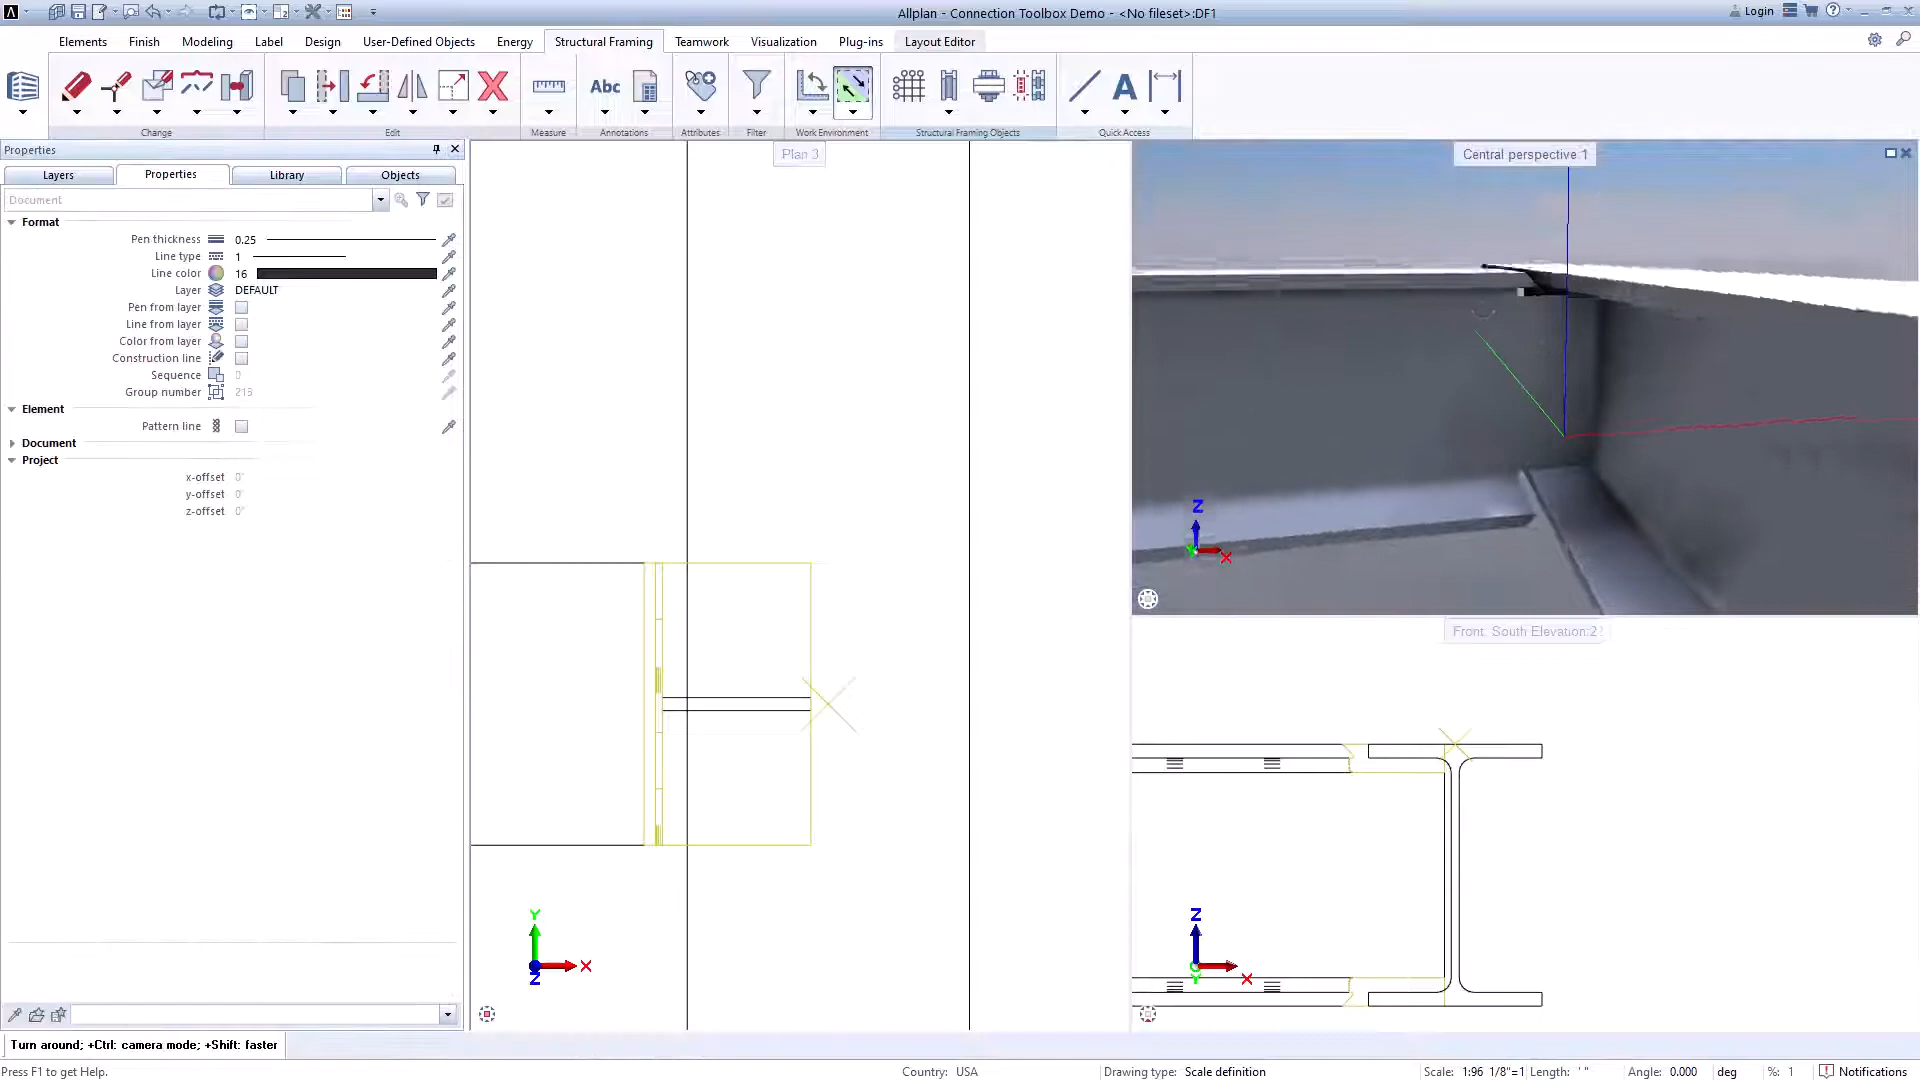 Allplan - Connection Toolbox Demo - <No fileset>:DF1
Login
Elements Finish Modeling Label Design User-Defined Objects Energy Structural Framing Teamwork Visualization Plug-ins Layout Editor
Abc
A
Change Edit Measure Annotations Attributes Filter Work Environment Structural Framing Objects Quick Access
Properties
Layers Properties Library Objects
Document
Format
Pen thickness 0.25
Line type 1
Line color 16
Layer DEFAULT
Pen from layer
Line from layer
Color from layer
Construction line
Sequence 0
Group number 213
Element
Pattern line
Document
Project
x-offset 0"
y-offset 0"
z-offset 0"
Plan 3
Y
X
Z
Central perspective:1
Z
Y X
Front, South Elevation:2
Z
Y X
Turn around; +Ctrl: camera mode; +Shift: faster
Press F1 to get Help.
Country: USA
Drawing type: Scale definition
Scale: 1:96 1/8"=1
Length: ' "
Angle: 0.000 deg
%: 1
Notifications